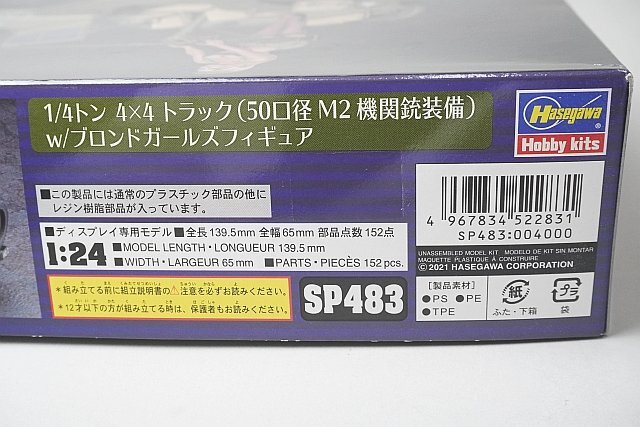 1/4トン 4×4 トラック(50口径 M2 機関銃装備)
w/ブロンドガールズフィギュア
Hasegawa
Hobby kits
■この製品には通常のプラスチック部品の他に
レジン樹脂部品が入っています。
■ディスプレイ専用モデル ■全長 139.5mm 全幅 65mm 部品点数 152点
1:24
■MODEL LENGTH・LONGUEUR 139.5 mm
■WIDTH・LARGEUR 65 mm ■PARTS・PIÈCES 152 pcs.
＊組み立てる前に組立説明書の⚠注意を必ずお読みください。
＊12才以下の方が組み立てる時は、保護者もお読みください。
SP483
4 967834 522831
SP483:004000
UNASSEMBLED MODEL KIT MODELO DE KIT SIN MONTAR
MAQUETTE PLASTIQUE À CONSTRUIRE
© 2021 HASEGAWA CORPORATION
[製品素材]
●PS ●PE
●TPE
紙
ふた・下箱
プラ
袋